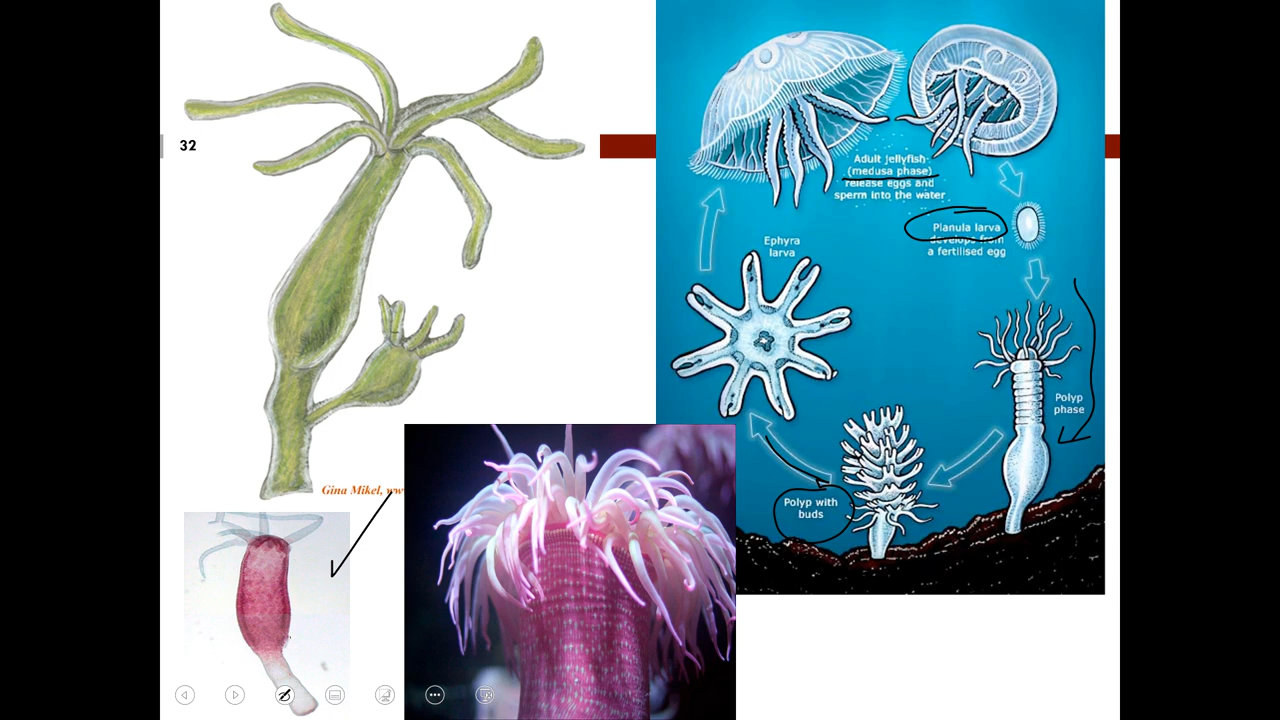 32
Adult jellyfish
(medusa phase)
release eggs and
sperm into the water
Planula larva
develops from
a fertilised egg
Ephyra
larva
Polyp
phase
Polyp with
buds
Gina Mikel,